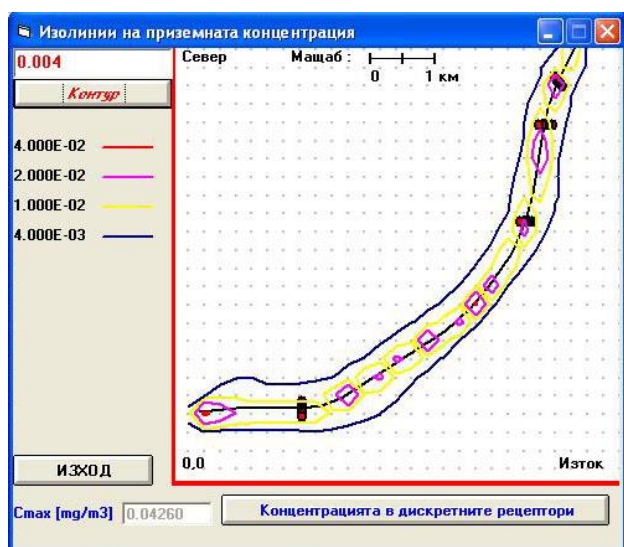 Изолинии на приземната концентрация
0.004
Контур
4.000E-02
2.000E-02
1.000E-02
4.000E-03
Север
Мащаб :
0 1 км
0,0
Изток
ИЗХОД
Cmax [mg/m3] 0.04260
Концентрацията в дискретните рецептори